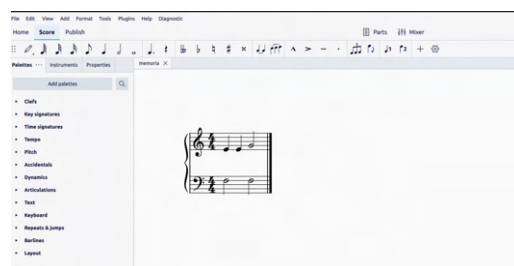 File Edit View Add Format Tools Plugins Help Diagnostic
Home Score Publish Parts Mixer
Palettes Instruments Properties memoria
Add palettes
Clefs
Key signatures
Time signatures
Tempo
Pitch
Accidentals
Dynamics
Articulations
Text
Keyboard
Repeats & jumps
Barlines
Layout